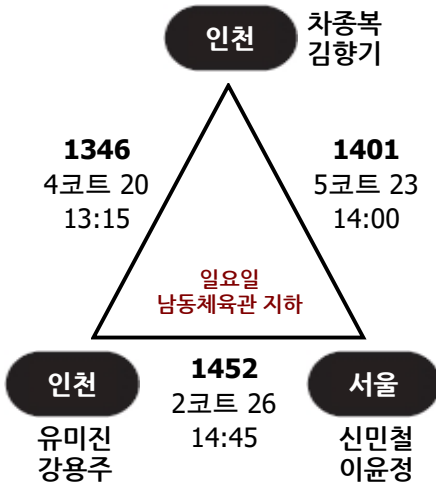 인천
차종복
김향기
1346
4코트 20
13:15
1401
5코트 23
14:00
일요일
남동체육관 지하
인천
유미진
강용주
1452
2코트 26
14:45
서울
신민철
이윤정